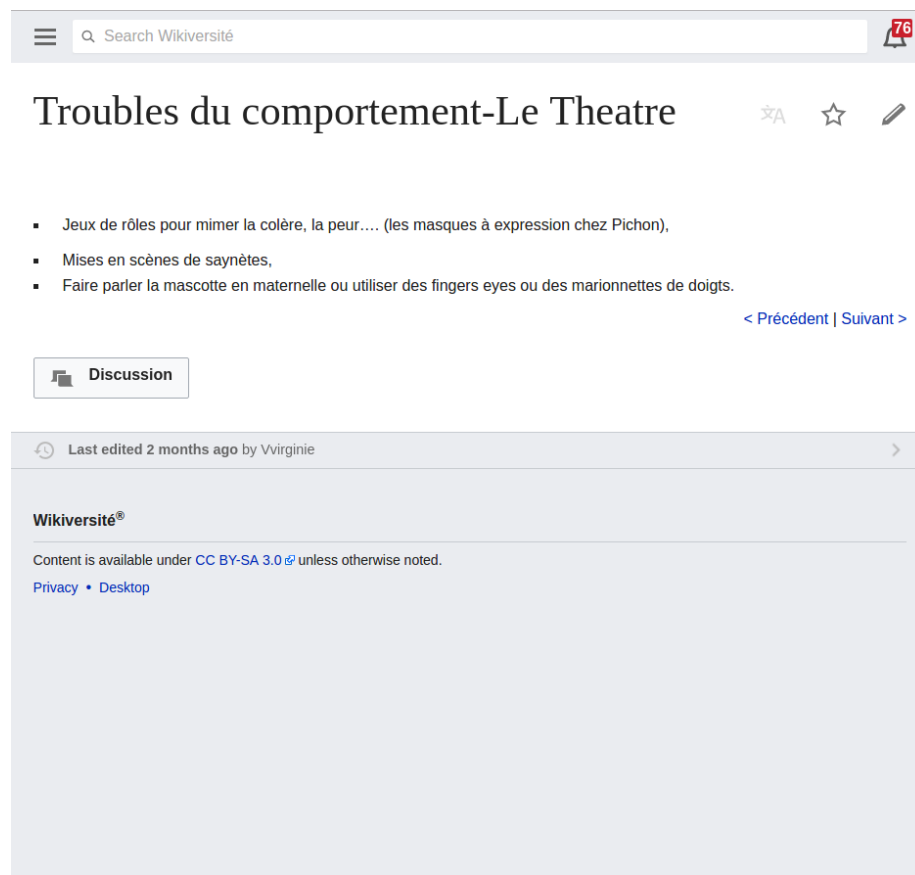 Search Wikiversité
76
Troubles du comportement-Le Theatre
Jeux de rôles pour mimer la colère, la peur…. (les masques à expression chez Pichon),
Mises en scènes de saynètes,
Faire parler la mascotte en maternelle ou utiliser des fingers eyes ou des marionnettes de doigts.
< Précédent | Suivant >
Discussion
Last edited 2 months ago by Vvirginie
Wikiversité®
Content is available under CC BY-SA 3.0 unless otherwise noted.
Privacy • Desktop